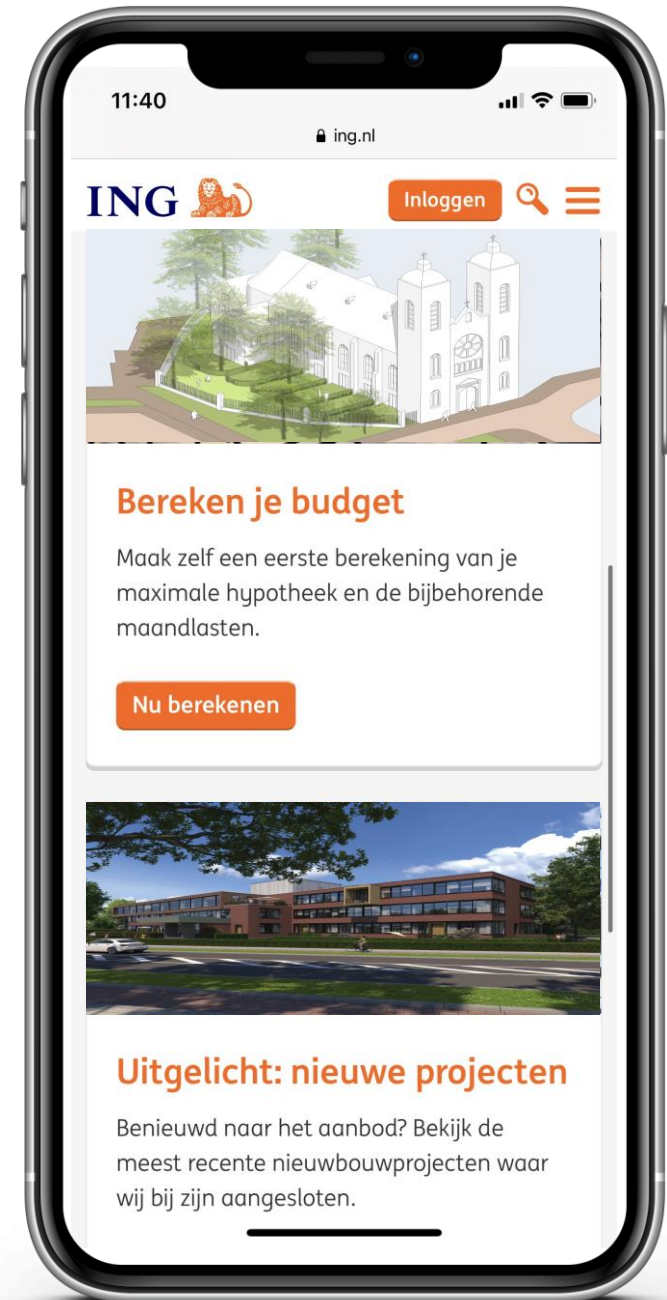 11:40
ing.nl
ING
Inloggen
Bereken je budget
Maak zelf een eerste berekening van je
maximale hypotheek en de bijbehorende
maandlasten.
Nu berekenen
Uitgelicht: nieuwe projecten
Benieuwd naar het aanbod? Bekijk de
meest recente nieuwbouwprojecten waar
wij bij zijn aangesloten.